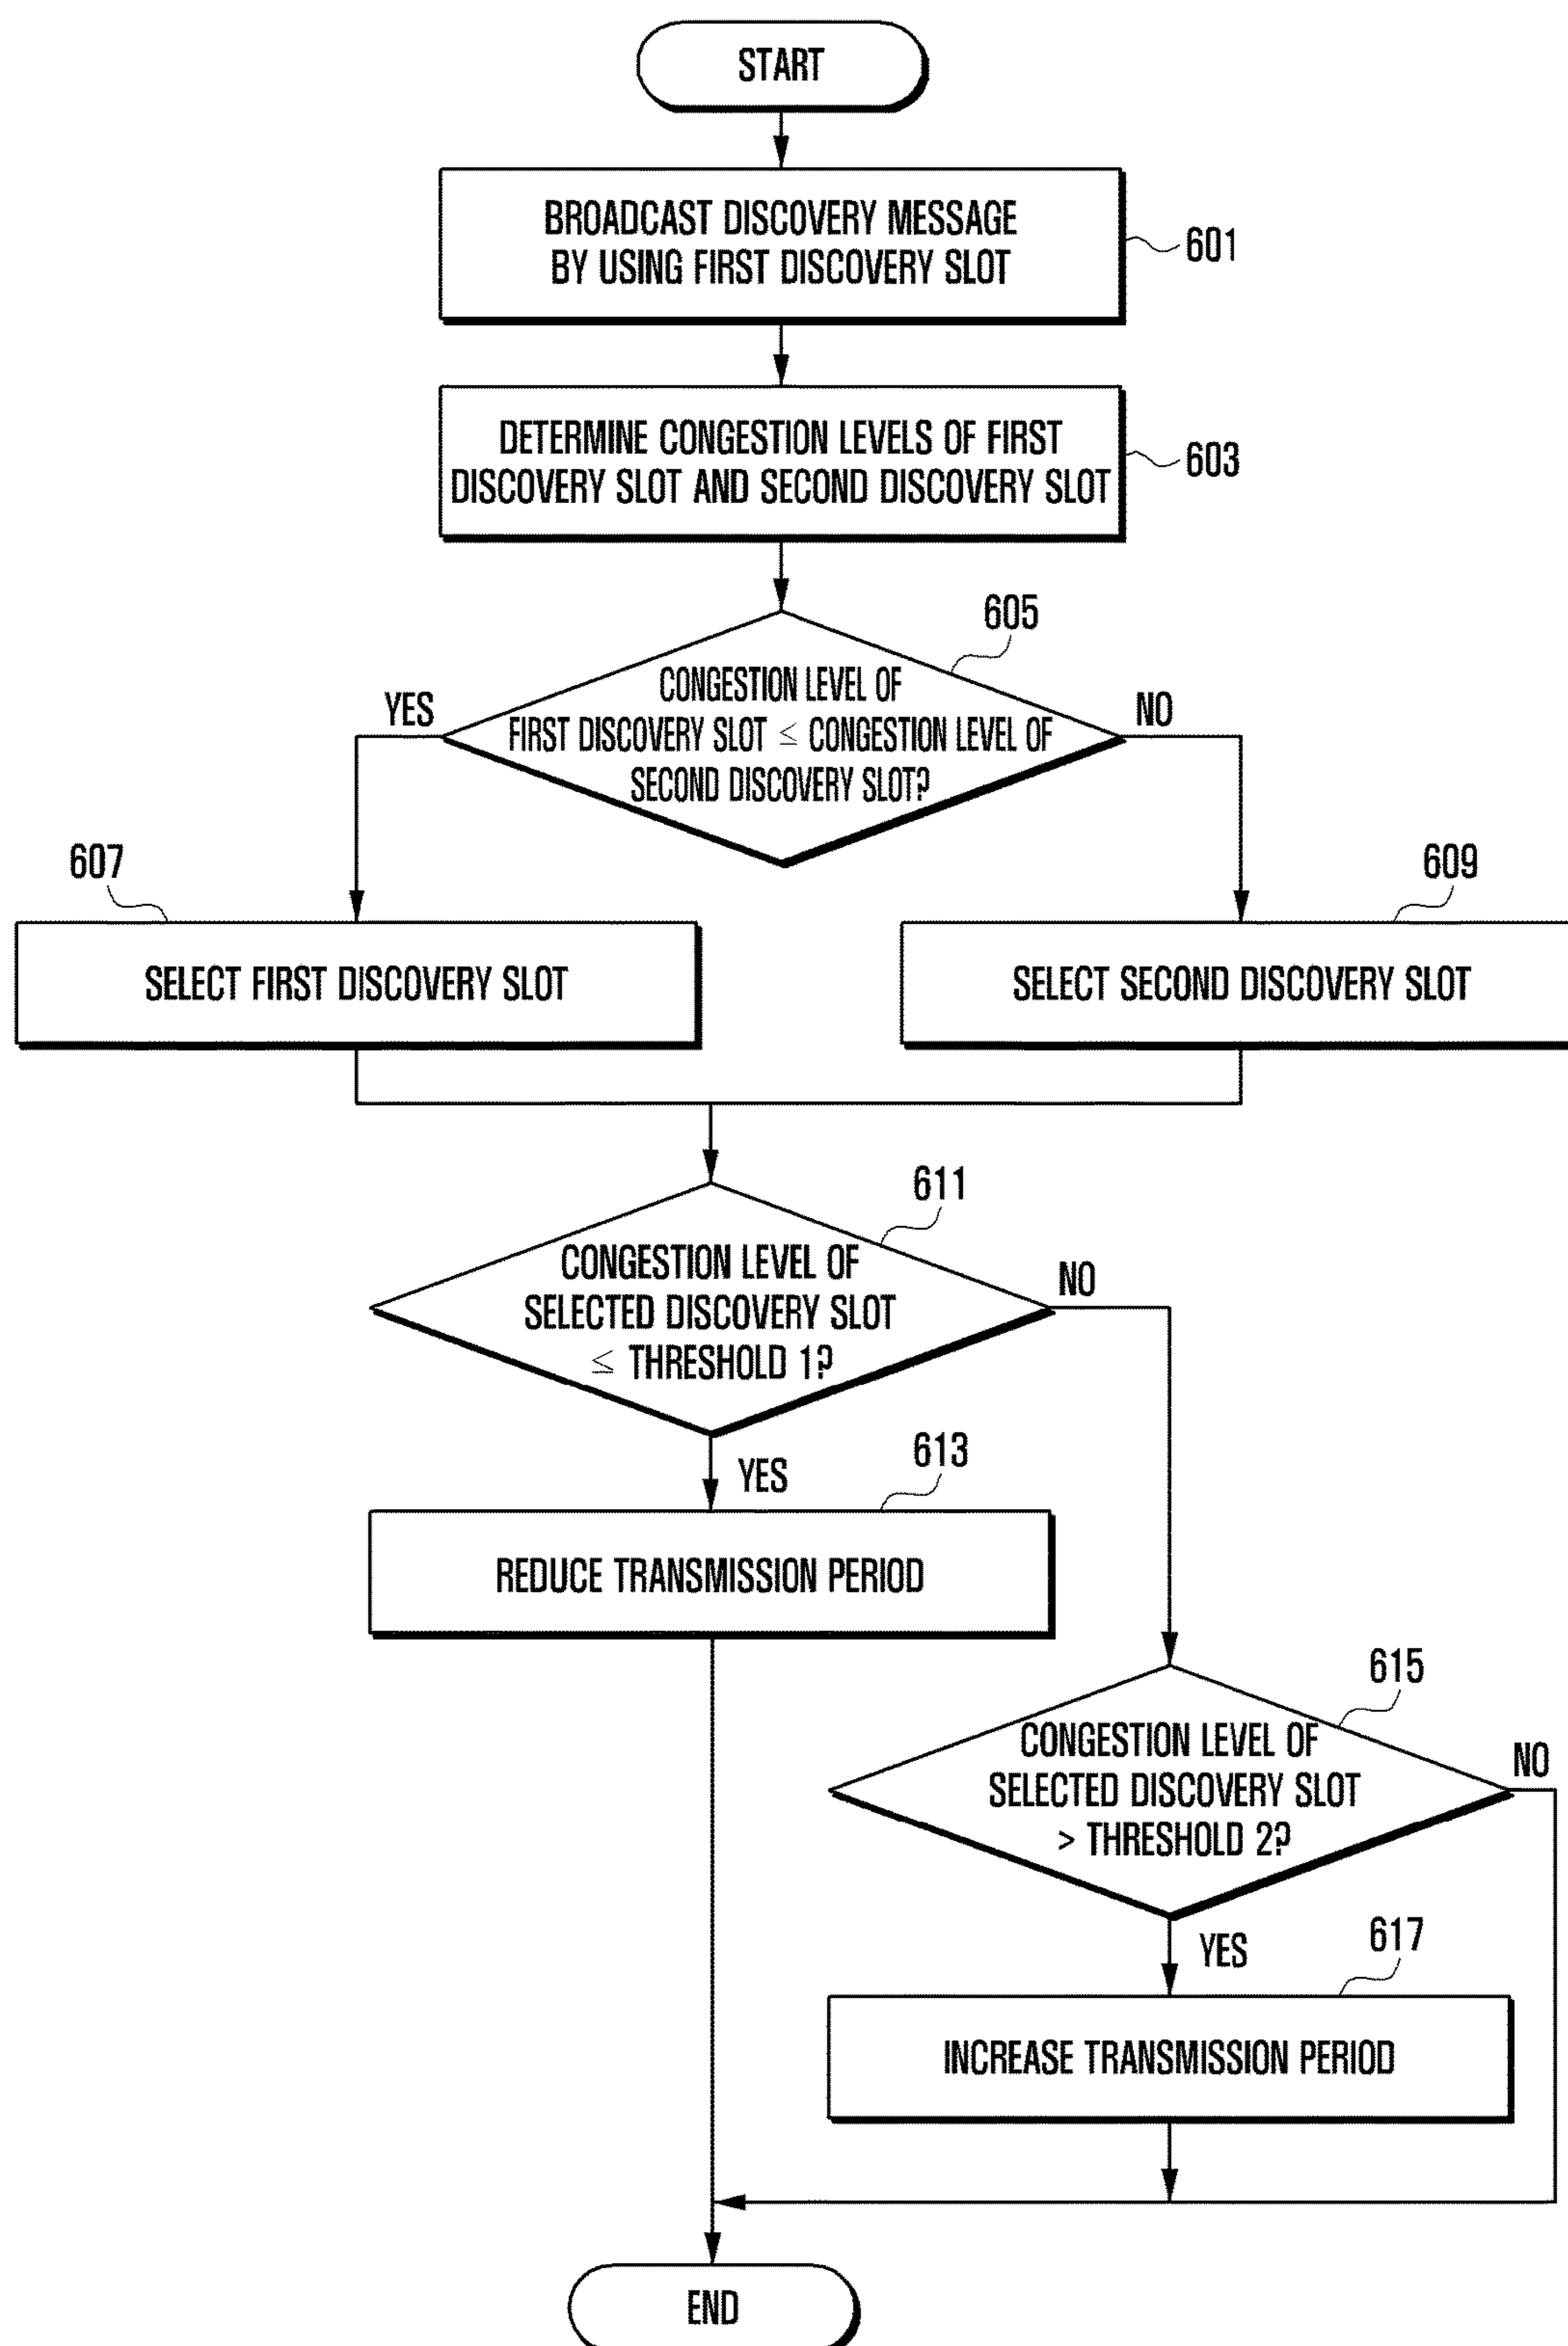 START
BROADCAST DISCOVERY MESSAGE
BY USING FIRST DISCOVERY SLOT
601
DETERMINE CONGESTION LEVELS OF FIRST
DISCOVERY SLOT AND SECOND DISCOVERY SLOT
603
605
CONGESTION LEVEL OF
FIRST DISCOVERY SLOT ≤ CONGESTION LEVEL OF
SECOND DISCOVERY SLOT?
YES
NO
607
609
SELECT FIRST DISCOVERY SLOT
SELECT SECOND DISCOVERY SLOT
611
CONGESTION LEVEL OF
SELECTED DISCOVERY SLOT
≤ THRESHOLD 1?
NO
YES
613
REDUCE TRANSMISSION PERIOD
615
CONGESTION LEVEL OF
SELECTED DISCOVERY SLOT
> THRESHOLD 2?
NO
YES
617
INCREASE TRANSMISSION PERIOD
END